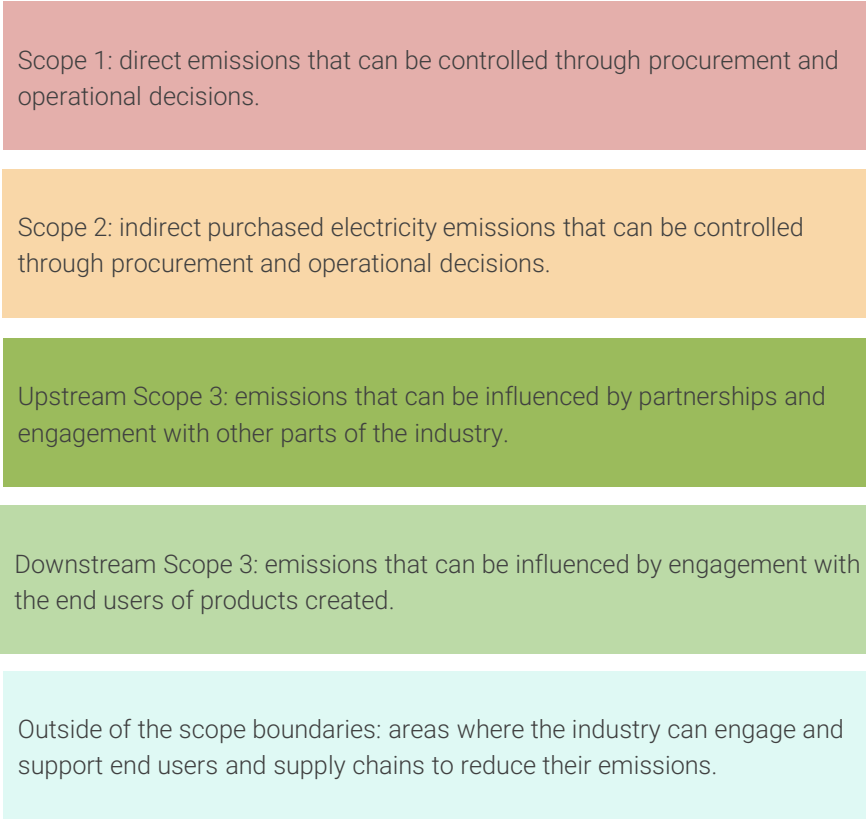 Scope 1: direct emissions that can be controlled through procurement and
operational decisions.
Scope 2: indirect purchased electricity emissions that can be controlled
through procurement and operational decisions.
Upstream Scope 3: emissions that can be influenced by partnerships and
engagement with other parts of the industry.
Downstream Scope 3: emissions that can be influenced by engagement with
the end users of products created.
Outside of the scope boundaries: areas where the industry can engage and
support end users and supply chains to reduce their emissions.